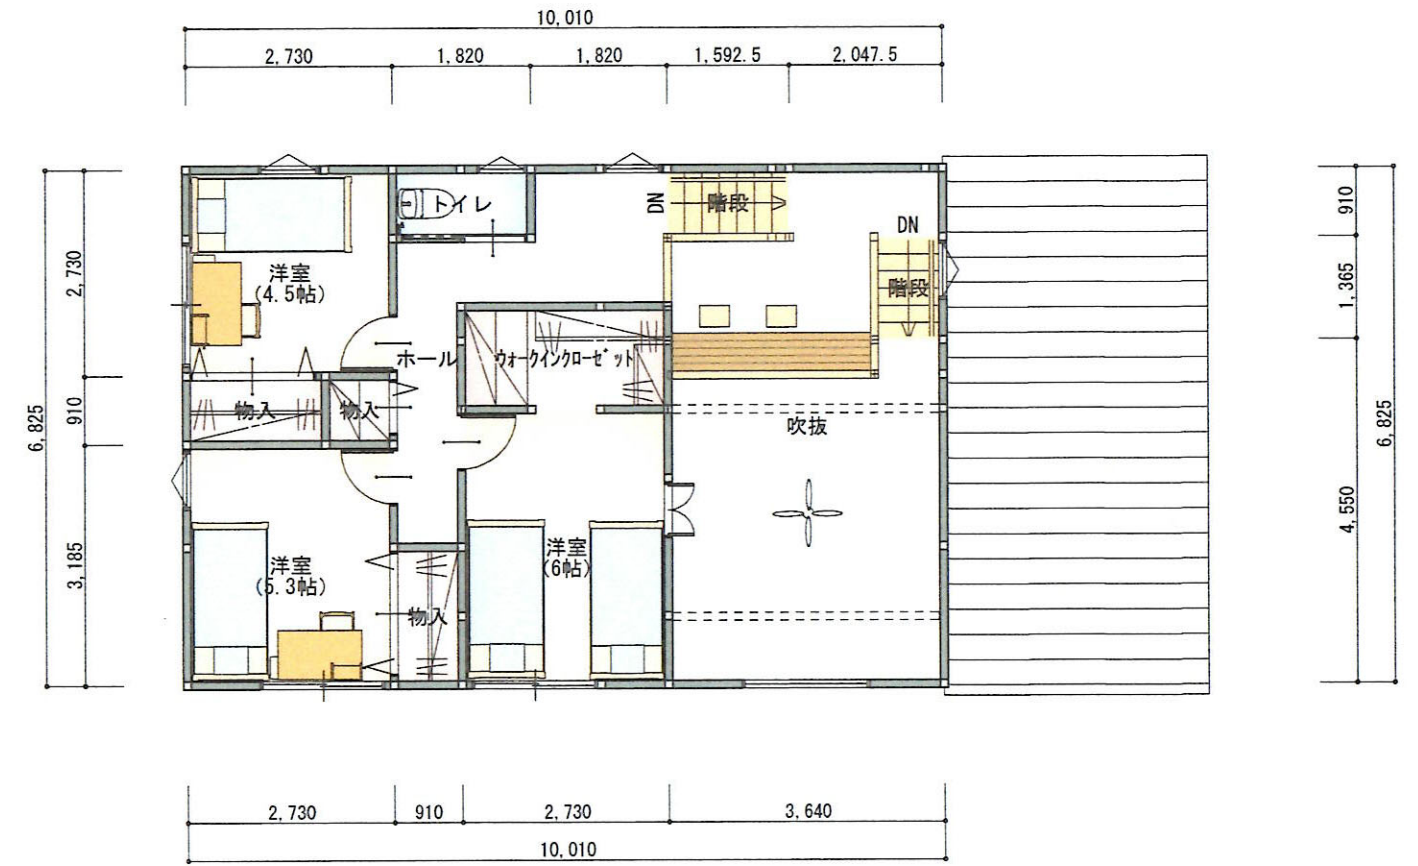 10,010
2,730
1,820
1,820
1,592.5
2,047.5
6,825
2,730
910
3,185
910
1,365
4,550
6,825
トイレ
DN
階段
DN
階段
洋室
(4.5帖)
ホール
ウォークインクローゼット
物入
物入
吹抜
洋室
(5.3帖)
物入
洋室
(6帖)
2,730
910
2,730
3,640
10,010